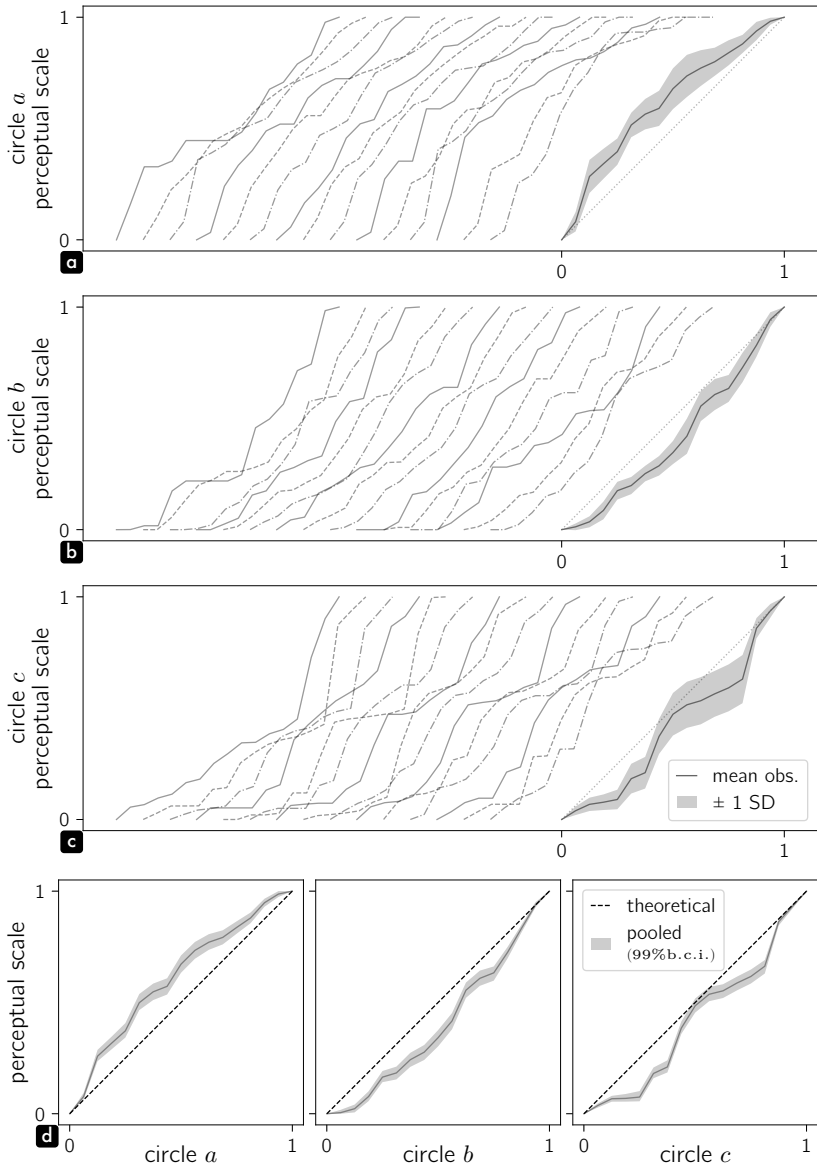 1
circle a
perceptual scale
0
a
0
1
1
circle b
perceptual scale
0
b
0
1
1
circle c
perceptual scale
mean obs.
± 1 SD
0
c
0
1
1
perceptual scale
theoretical
pooled
(99%b.c.i.)
0
d
0
1
0
1
0
1
circle a
circle b
circle c